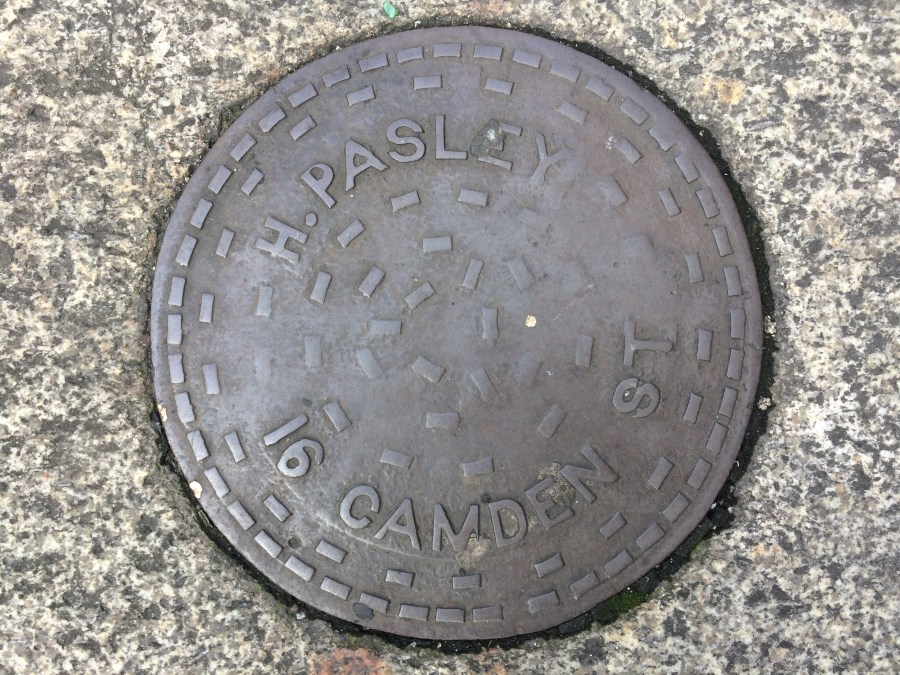 H. PASLEY
16 CAMDEN ST